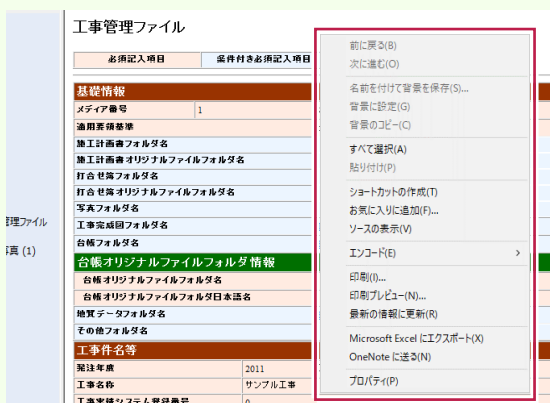 工事管理ファイル
必須記入項目
条件付き必須記入項目
基礎情報
メディア番号
1
適用要領基準
施工計画書フォルダ名
施工計画書オリジナルファイルフォルダ名
打合せ簿フォルダ名
打合せ簿オリジナルファイルフォルダ名
写真フォルダ名
工事完成図フォルダ名
台帳フォルダ名
台帳オリジナルファイルフォルダ情報
台帳オリジナルファイルフォルダ名
台帳オリジナルファイルフォルダ日本語名
地質データフォルダ名
その他フォルダ名
工事件名等
発注年度
2011
工事名称
サンプル工事
工事実績システム登録番号
0
管理ファイル
写真 (1)
前に戻る(B)
次に進む(O)
名前を付けて背景を保存(S)...
背景に設定(G)
背景のコピー(C)
すべて選択(A)
貼り付け(P)
ショートカットの作成(T)
お気に入りに追加(F)...
ソースの表示(V)
エンコード(E)
印刷(I)...
印刷プレビュー(N)...
最新の情報に更新(R)
Microsoft Excel にエクスポート(X)
OneNote に送る(N)
プロパティ(P)